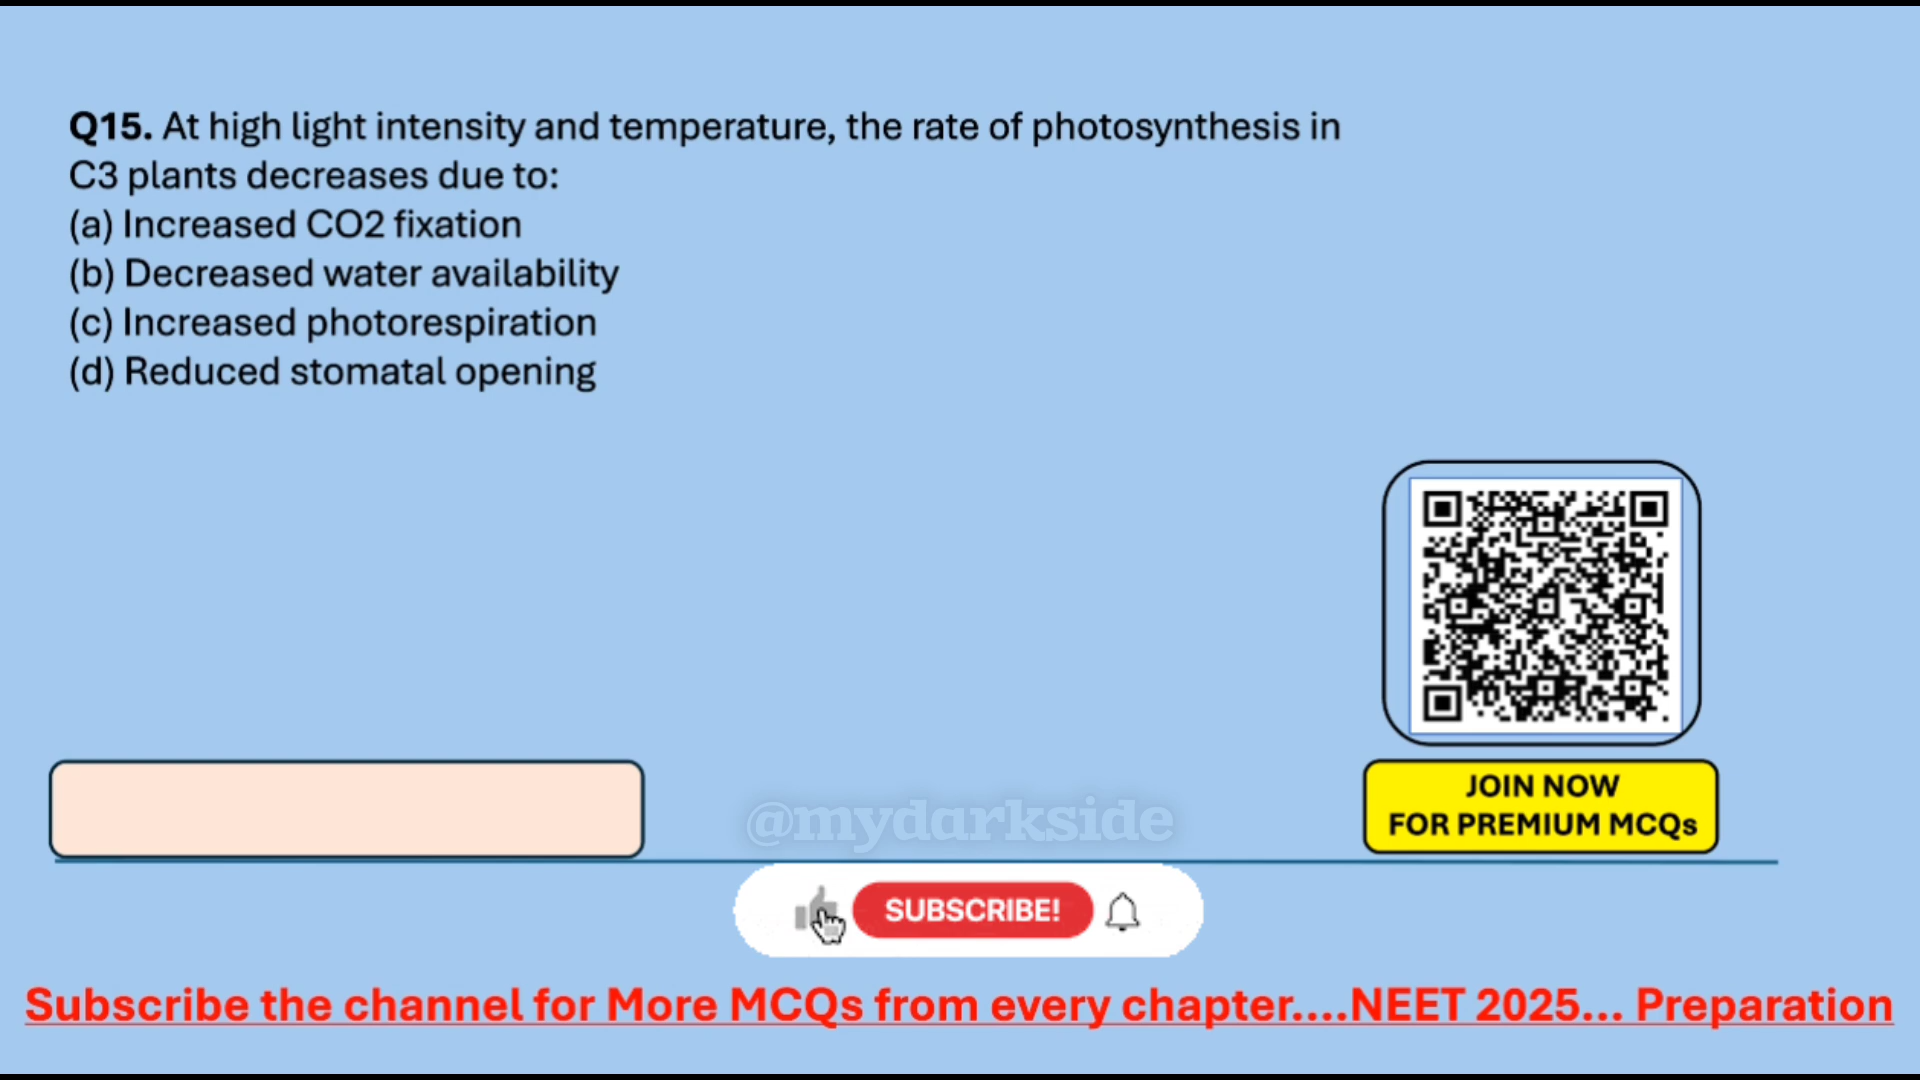 Q15. At high light intensity and temperature, the rate of photosynthesis in
C3 plants decreases due to:
(a) Increased CO2 fixation
(b) Decreased water availability
(c) Increased photorespiration
(d) Reduced stomatal opening
JOIN NOW
FOR PREMIUM MCQs
@mydarkside
SUBSCRIBE!
Subscribe the channel for More MCQs from every chapter....NEET 2025... Preparation